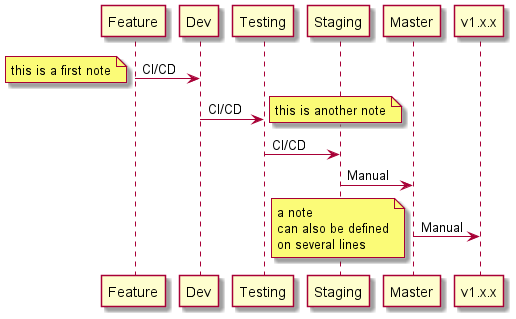 Feature
Dev
Testing
Staging
Master
v1.x.x
this is a first note
CI/CD
CI/CD
this is another note
CI/CD
Manual
a note
can also be defined
on several lines
Manual
Feature
Dev
Testing
Staging
Master
v1.x.x